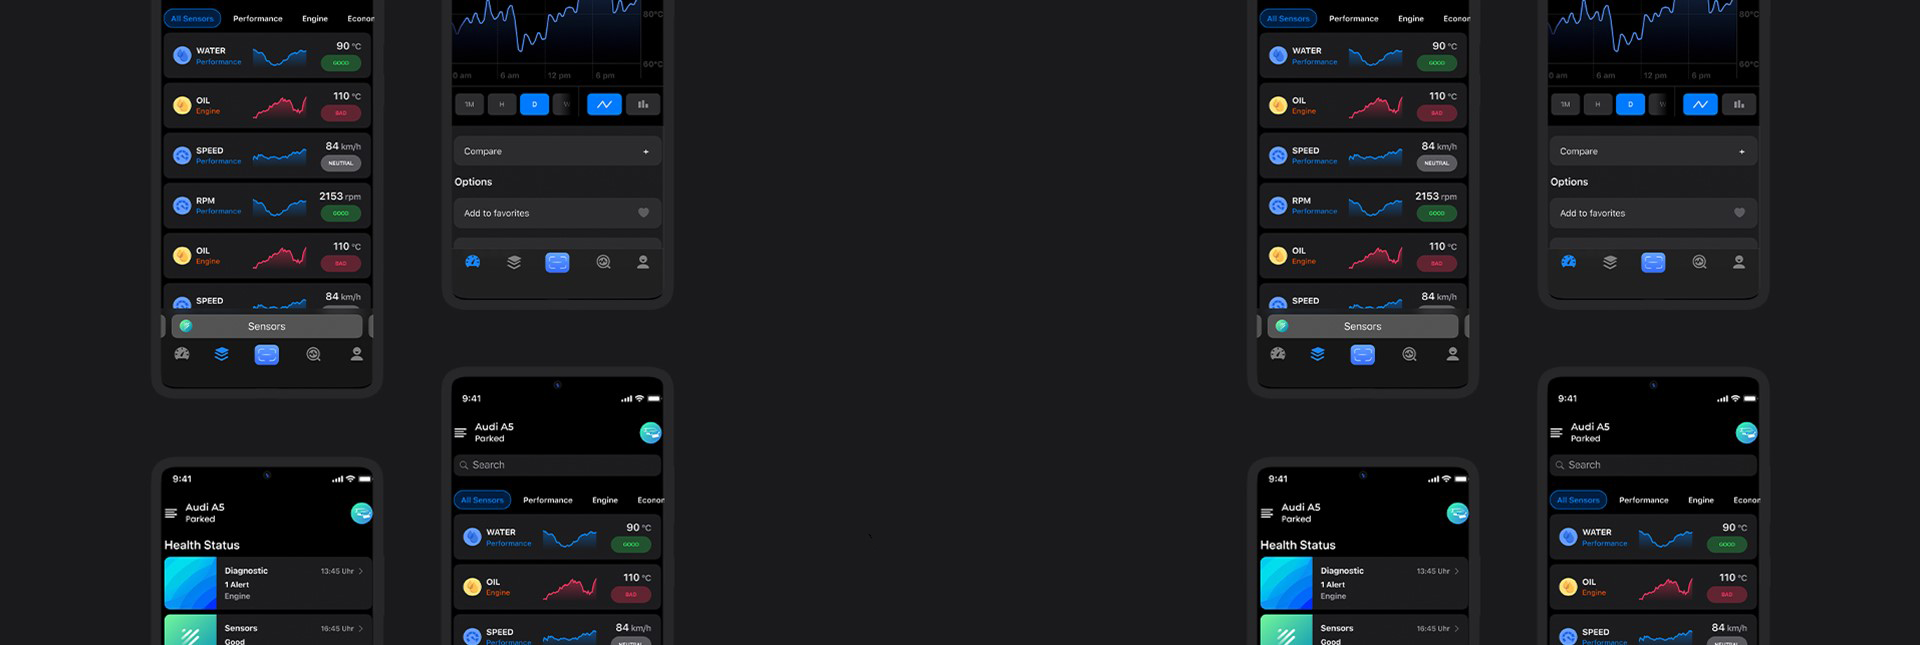 All Sensors Performance Engine Econor
WATER 90 °C
Performance GOOD
OIL 110 °C
Engine BAD
SPEED 84 km/h
Performance NEUTRAL
RPM 2153 rpm
Performance GOOD
OIL 110 °C
Engine BAD
SPEED 84 km/h
Sensors
80°C
60°C
0 am 6 am 12 pm 6 pm
1M H D W
Compare +
Options
Add to favorites
9:41
Audi A5
Parked
Health Status
Diagnostic 13:45 Uhr >
1 Alert
Engine
Sensors 16:45 Uhr >
Good
9:41
Audi A5
Parked
Search
All Sensors Performance Engine Econor
WATER 90 °C
Performance GOOD
OIL 110 °C
Engine BAD
SPEED 84 km/h
Performance NEUTRAL
All Sensors Performance Engine Econor
WATER 90 °C
Performance GOOD
OIL 110 °C
Engine BAD
SPEED 84 km/h
Performance NEUTRAL
RPM 2153 rpm
Performance GOOD
OIL 110 °C
Engine BAD
SPEED 84 km/h
Sensors
80°C
60°C
0 am 6 am 12 pm 6 pm
1M H D W
Compare +
Options
Add to favorites
9:41
Audi A5
Parked
Health Status
Diagnostic 13:45 Uhr >
1 Alert
Engine
Sensors 16:45 Uhr >
Good
9:41
Audi A5
Parked
Search
All Sensors Performance Engine Econor
WATER 90 °C
Performance GOOD
OIL 110 °C
Engine BAD
SPEED 84 km/h
Performance NEUTRAL